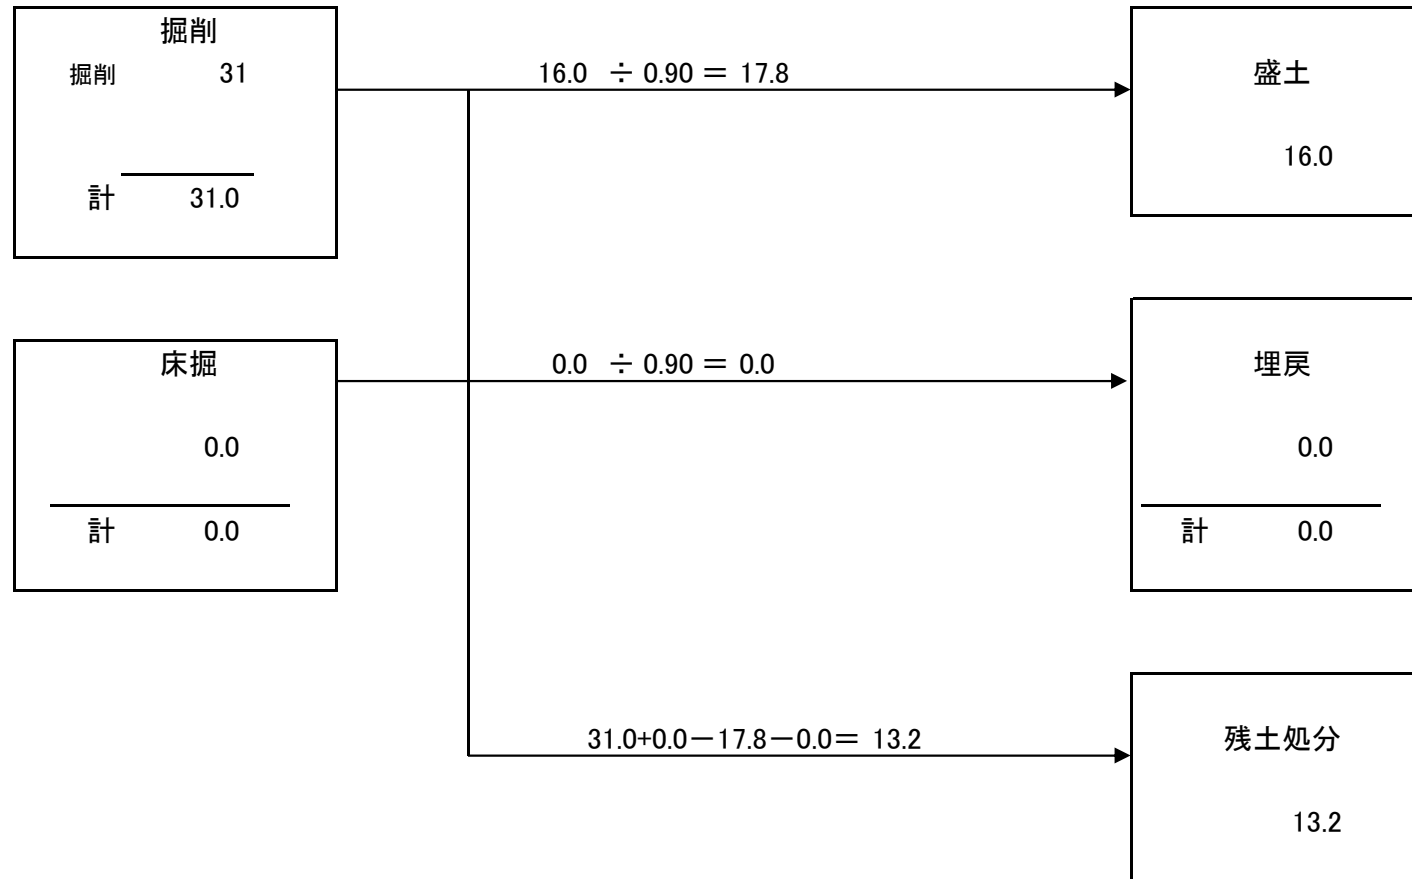 掘削
掘削 31
計 31.0
16.0 ÷ 0.90 = 17.8
盛土
16.0
床掘
0.0
計 0.0
0.0 ÷ 0.90 = 0.0
埋戻
0.0
計 0.0
31.0+0.0－17.8－0.0= 13.2
残土処分
13.2